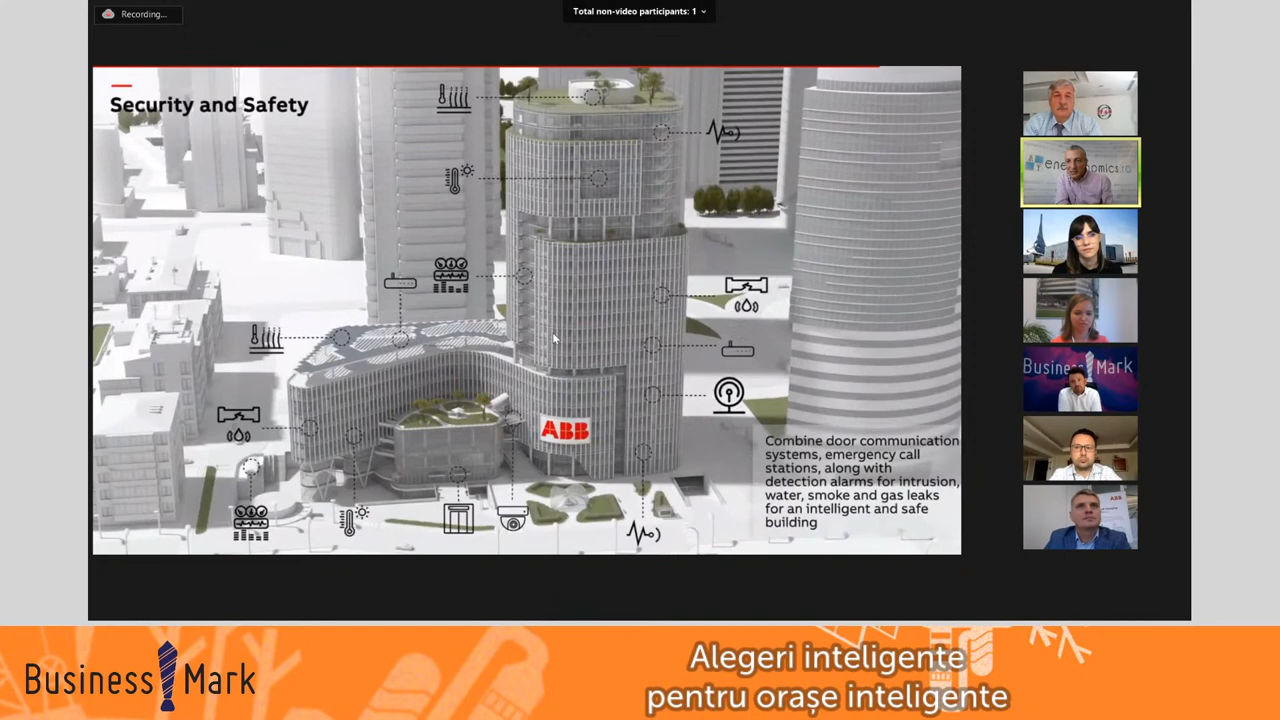 Recording...
Total non-video participants: 1
Security and Safety
ABB
Combine door communication
systems, emergency call
stations, along with
detection alarms for intrusion,
water, smoke and gas leaks
for an intelligent and safe
building
Business Mark
ABB
Business Mark
Alegeri inteligente
pentru orașe inteligente